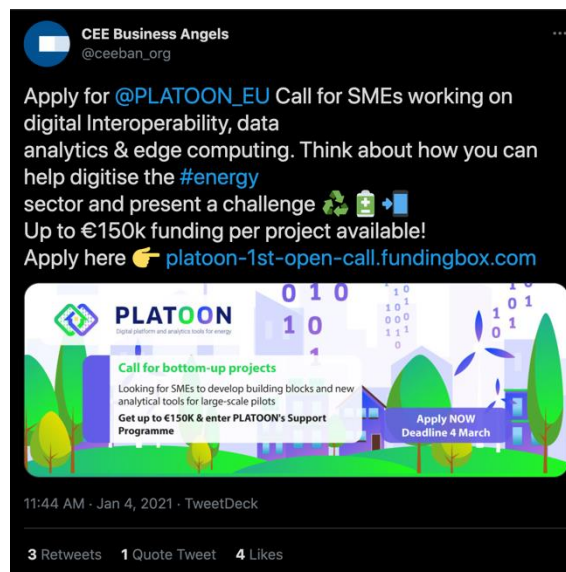 CEE Business Angels
@ceeban_org
Apply for @PLATOON_EU Call for SMEs working on
digital Interoperability, data
analytics & edge computing. Think about how you can
help digitise the #energy
sector and present a challenge ♻️ 🔋 📲
Up to €150k funding per project available!
Apply here 👉 platoon-1st-open-call.fundingbox.com
PLATOON
Digital platform and analytics tools for energy
Call for bottom-up projects
Looking for SMEs to develop building blocks and new
analytical tools for large-scale pilots
Get up to €150K & enter PLATOON's Support
Programme
Apply NOW
Deadline 4 March
11:44 AM · Jan 4, 2021 · TweetDeck
3 Retweets 1 Quote Tweet 4 Likes